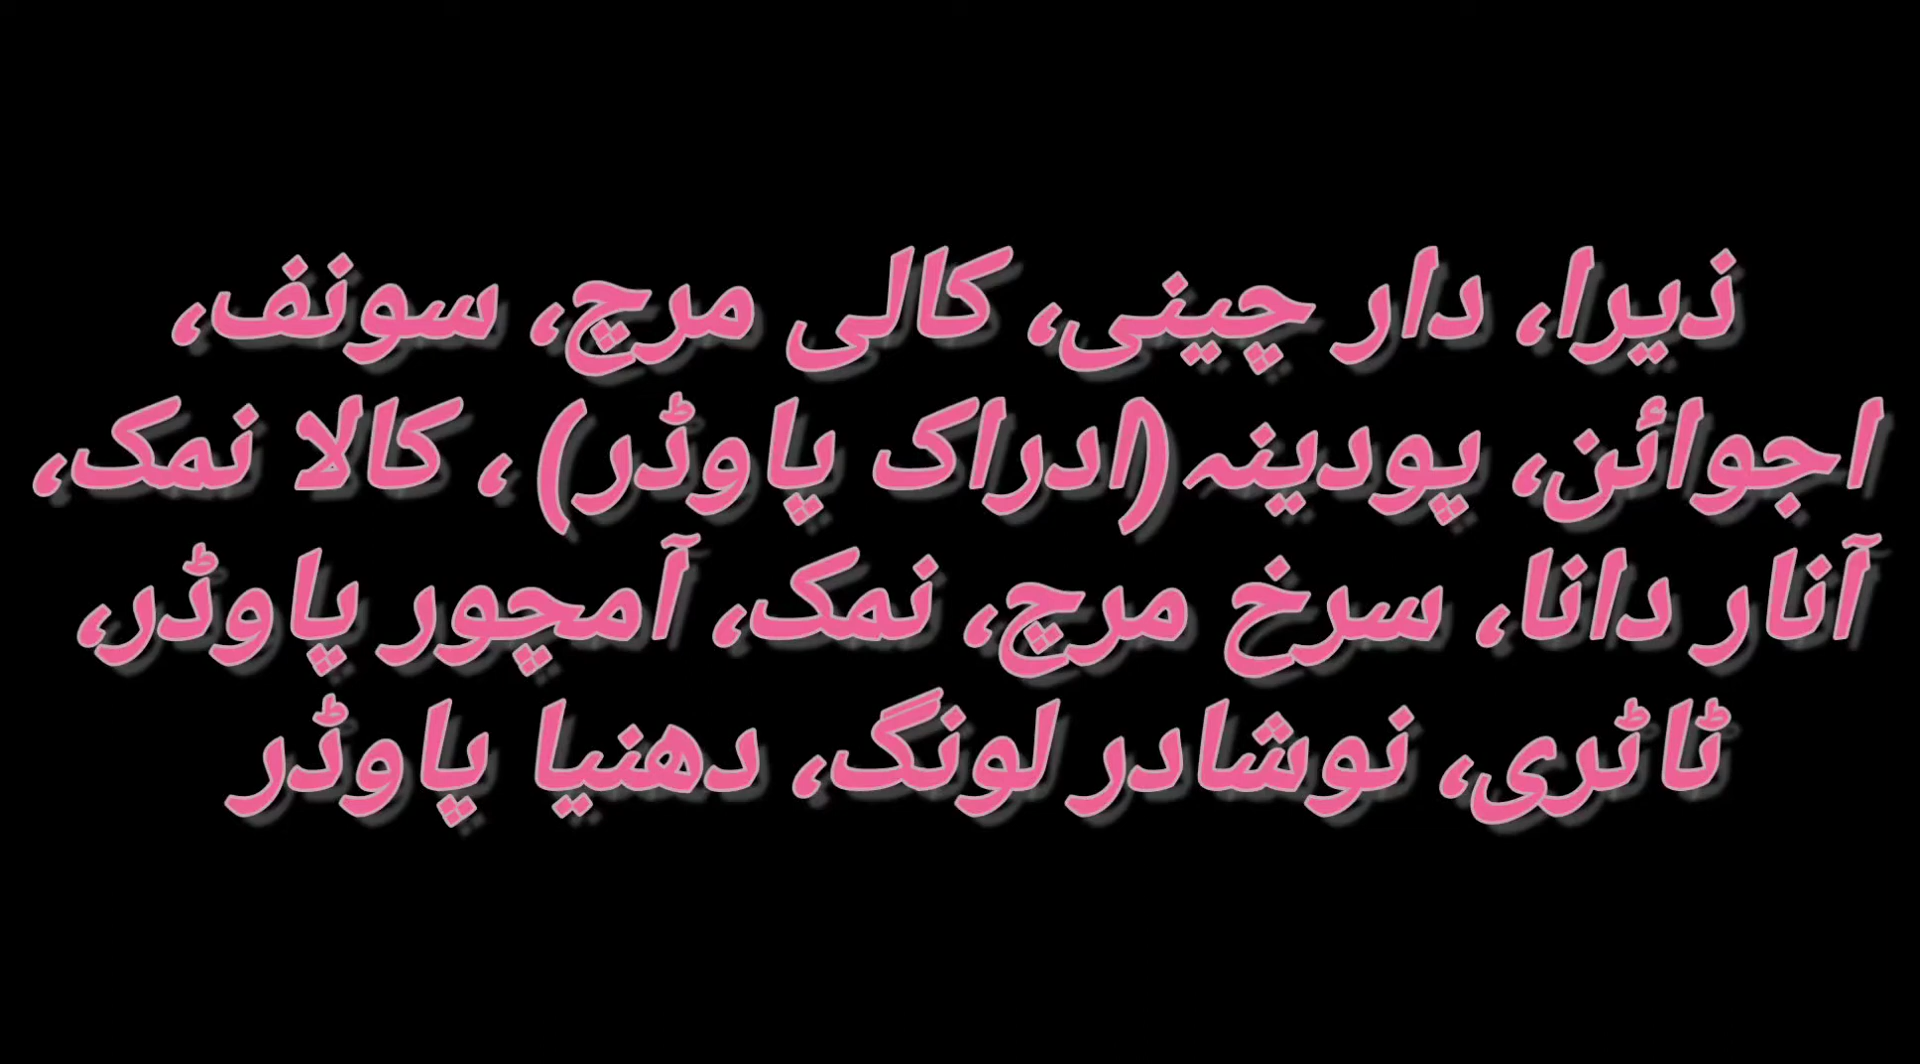 ذیرا، دار چینی، کالی مرچ، سونف،
اجوائن، پودینہ(ادراک پاوڈر) ، کالا نمک،
آنار دانا، سرخ مرچ، نمک، آمچور پاوڈر،
ٹاٹری، نوشادر لونگ، دھنیا پاوڈر